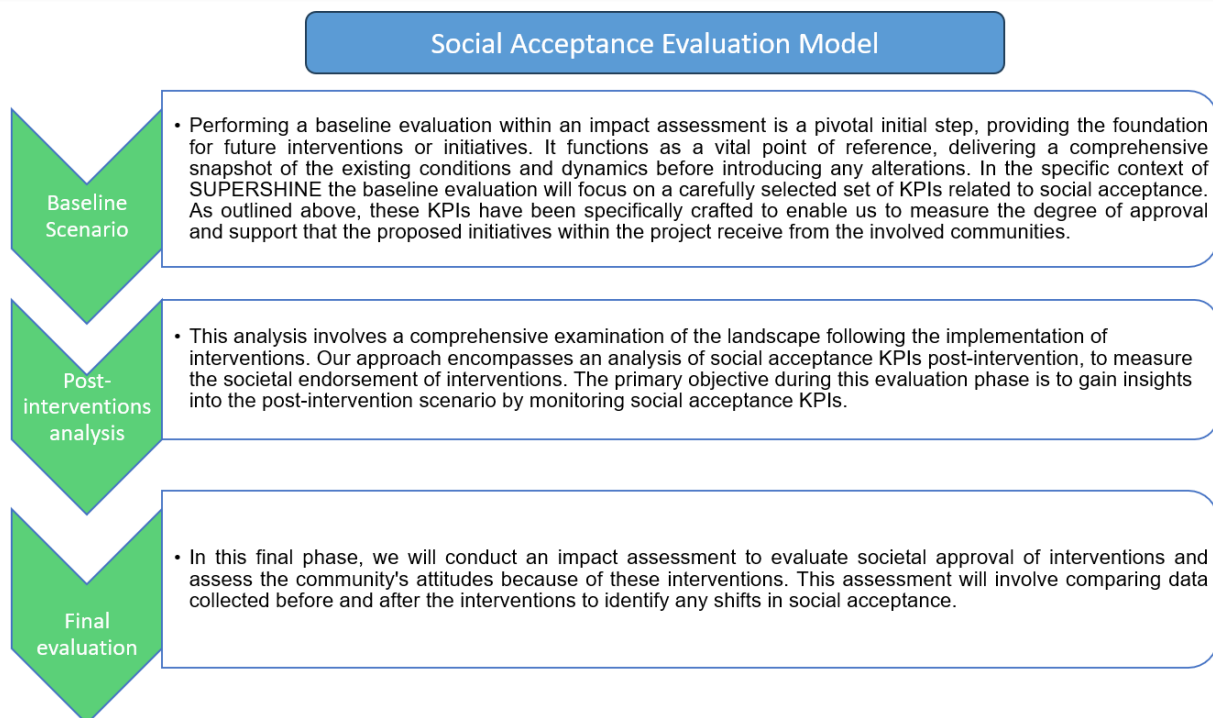 Social Acceptance Evaluation Model
Baseline
Scenario
• Performing a baseline evaluation within an impact assessment is a pivotal initial step, providing the foundation
for future interventions or initiatives. It functions as a vital point of reference, delivering a comprehensive
snapshot of the existing conditions and dynamics before introducing any alterations. In the specific context of
SUPERSHINE the baseline evaluation will focus on a carefully selected set of KPIs related to social acceptance.
As outlined above, these KPIs have been specifically crafted to enable us to measure the degree of approval
and support that the proposed initiatives within the project receive from the involved communities.
Post-
interventions
analysis
• This analysis involves a comprehensive examination of the landscape following the implementation of
interventions. Our approach encompasses an analysis of social acceptance KPIs post-intervention, to measure
the societal endorsement of interventions. The primary objective during this evaluation phase is to gain insights
into the post-intervention scenario by monitoring social acceptance KPIs.
Final
evaluation
• In this final phase, we will conduct an impact assessment to evaluate societal approval of interventions and
assess the community's attitudes because of these interventions. This assessment will involve comparing data
collected before and after the interventions to identify any shifts in social acceptance.